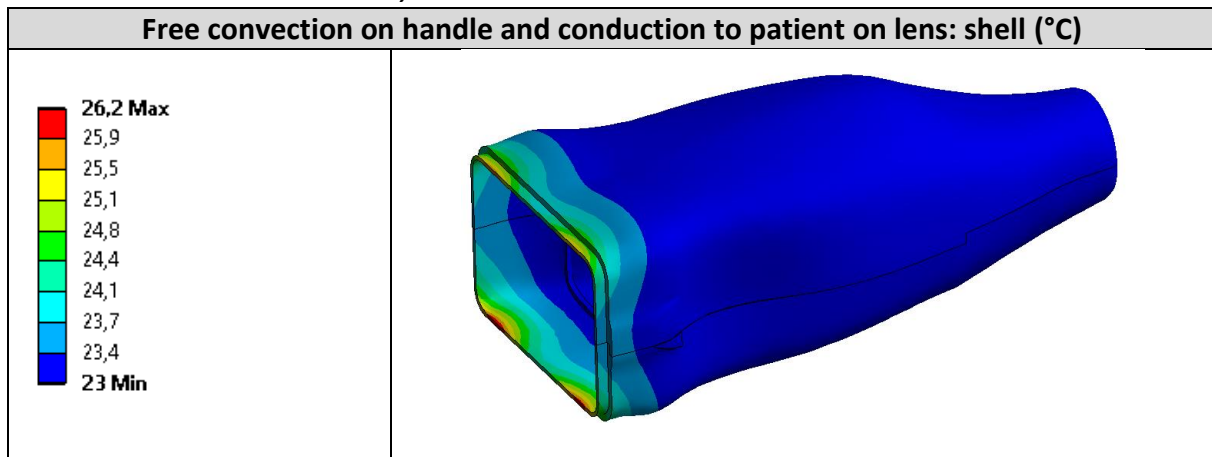 Free convection on handle and conduction to patient on lens: shell (°C)
26,2 Max
25,9
25,5
25,1
24,8
24,4
24,1
23,7
23,4
23 Min